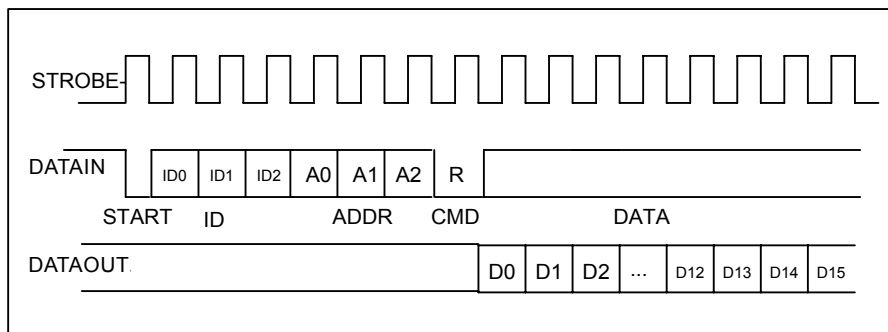 STROBE-
DATAIN ID0 ID1 ID2 A0 A1 A2 R
START ID ADDR CMD DATA
DATAOUT. D0 D1 D2 ... D12 D13 D14 D15